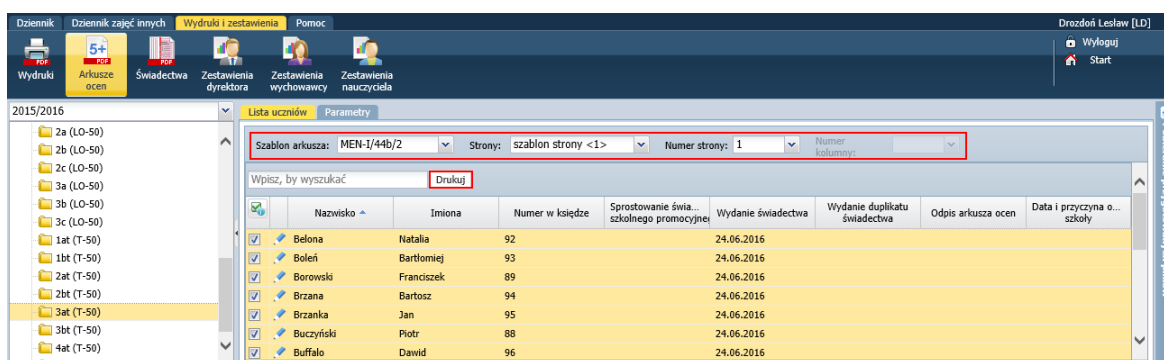 Dziennik Dziennik zajęć innych Wydruki i zestawienia Pomoc Drozdoń Lesław [LD]
5+
PDF PDF PDF
Wydruki Arkusze ocen Świadectwa Zestawienia dyrektora Zestawienia wychowawcy Zestawienia nauczyciela
Wyloguj
Start
2015/2016
2a (LO-50)
2b (LO-50)
2c (LO-50)
3a (LO-50)
3b (LO-50)
3c (LO-50)
1at (T-50)
1bt (T-50)
2at (T-50)
2bt (T-50)
3at (T-50)
3bt (T-50)
4at (T-50)
Lista uczniów Parametry
Szablon arkusza: MEN-I/44b/2 Strony: szablon strony <1> Numer strony: 1 Numer kolumny:
Wpisz, by wyszukać Drukuj
Nazwisko Imiona Numer w księdze Sprostowanie świa... szkolnego promocyjne Wydanie świadectwa Wydanie duplikatu świadectwa Odpis arkusza ocen Data i przyczyna o... szkoły
Belona Natalia 92 24.06.2016
Boleń Bartłomiej 93 24.06.2016
Borowski Franciszek 89 24.06.2016
Brzana Bartosz 94 24.06.2016
Brzanka Jan 95 24.06.2016
Buczyński Piotr 88 24.06.2016
Buffalo Dawid 96 24.06.2016